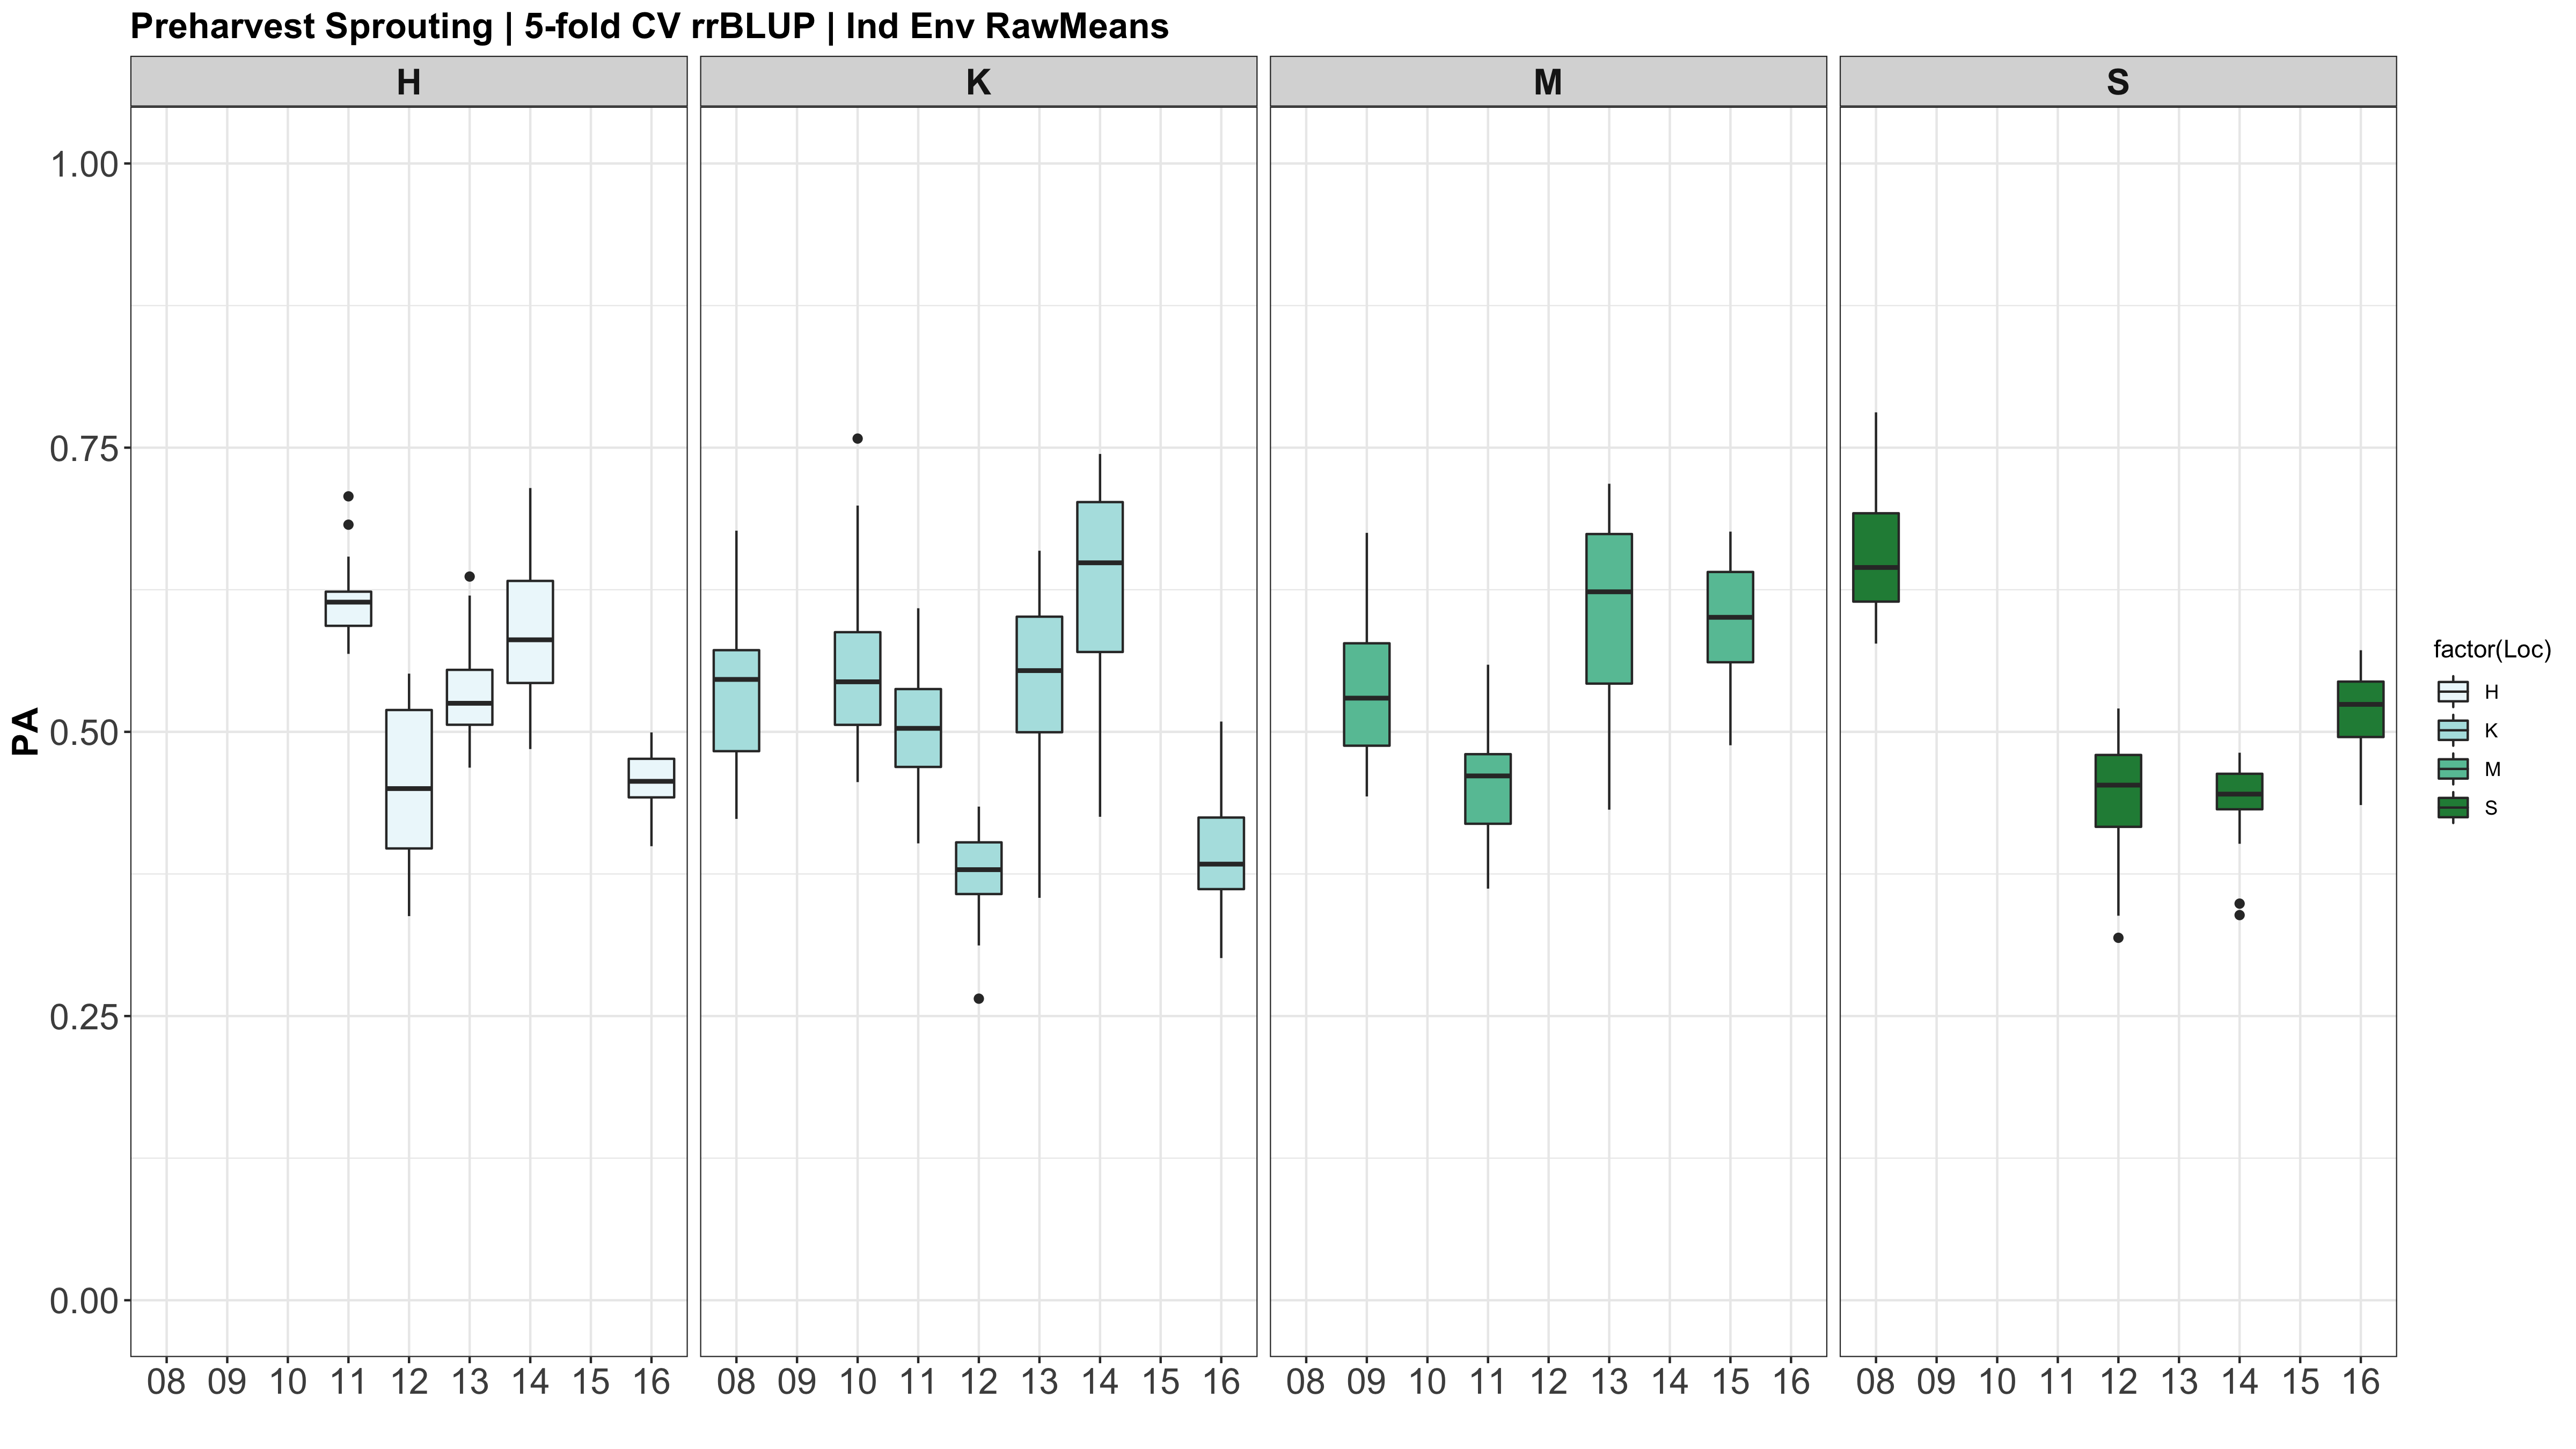 Preharvest Sprouting | 5-fold CV rrBLUP | Ind Env RawMeans
H K M S
1.00
0.75
0.50
0.25
0.00
PA
08 09 10 11 12 13 14 15 16 08 09 10 11 12 13 14 15 16 08 09 10 11 12 13 14 15 16 08 09 10 11 12 13 14 15 16
factor(Loc)
H
K
M
S